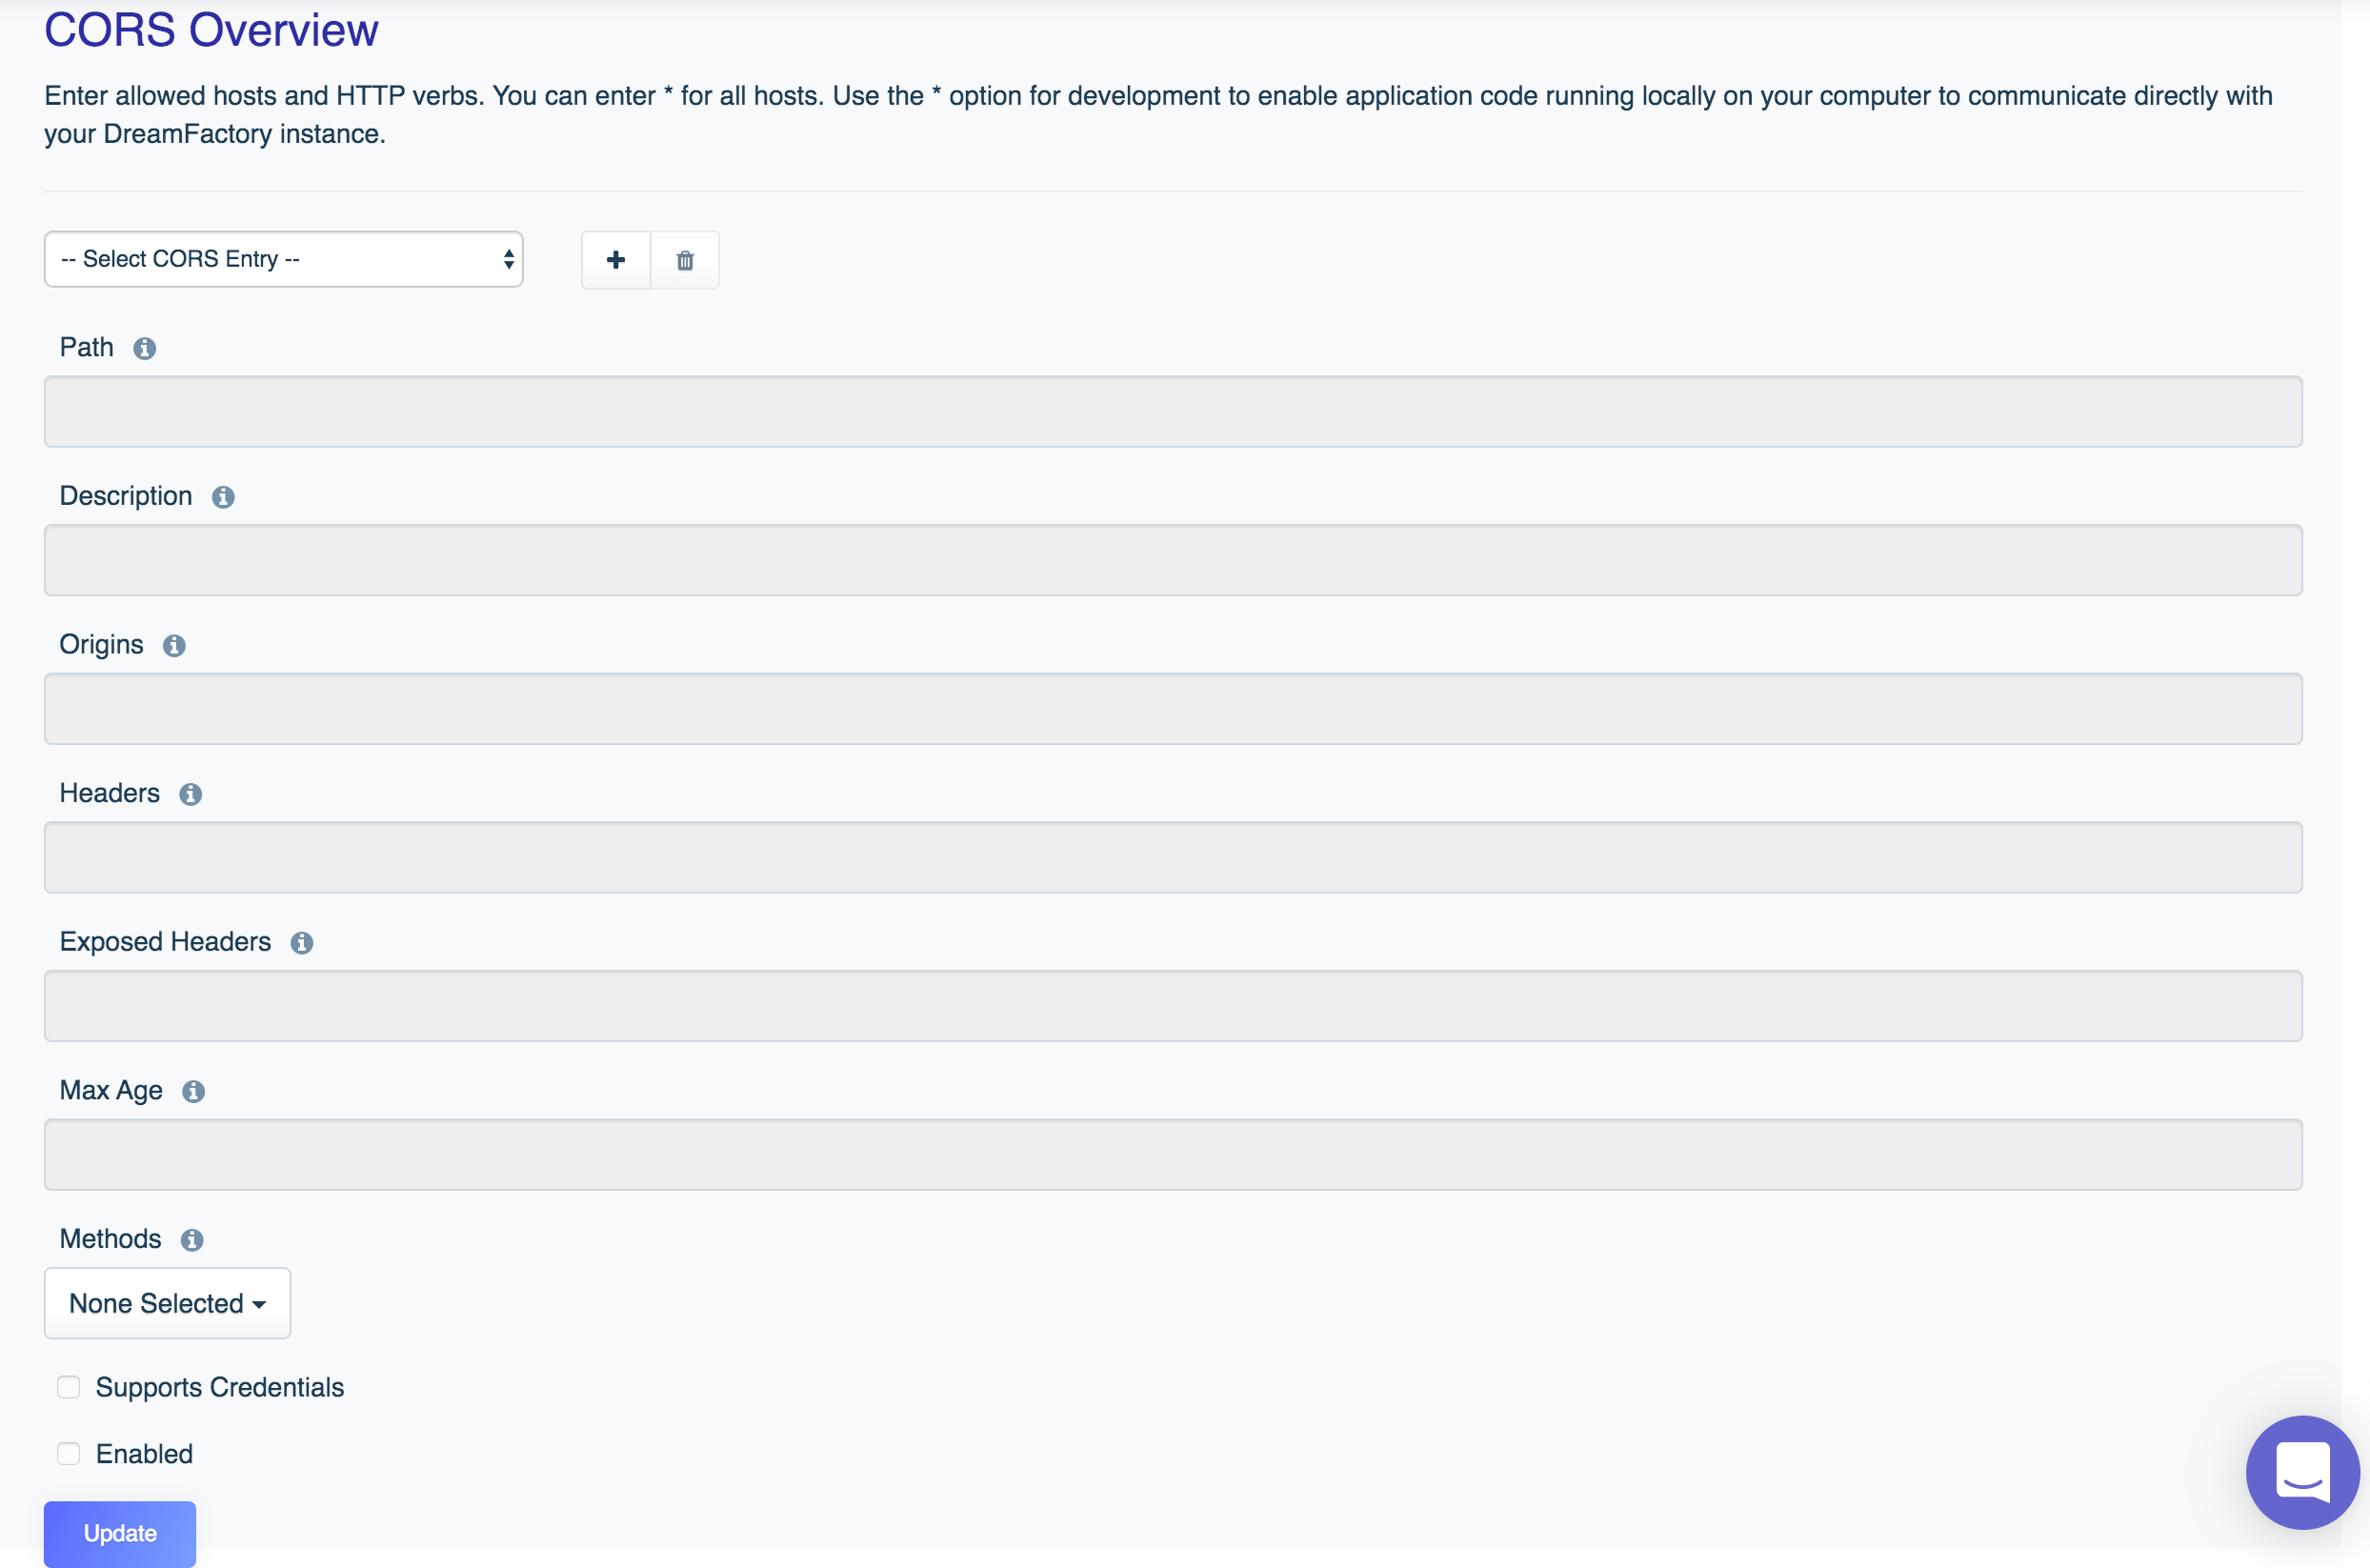 CORS Overview
Enter allowed hosts and HTTP verbs. You can enter * for all hosts. Use the * option for development to enable application code running locally on your computer to communicate directly with
your DreamFactory instance.
-- Select CORS Entry --
Path
Description
Origins
Headers
Exposed Headers
Max Age
Methods
None Selected
Supports Credentials
Enabled
Update